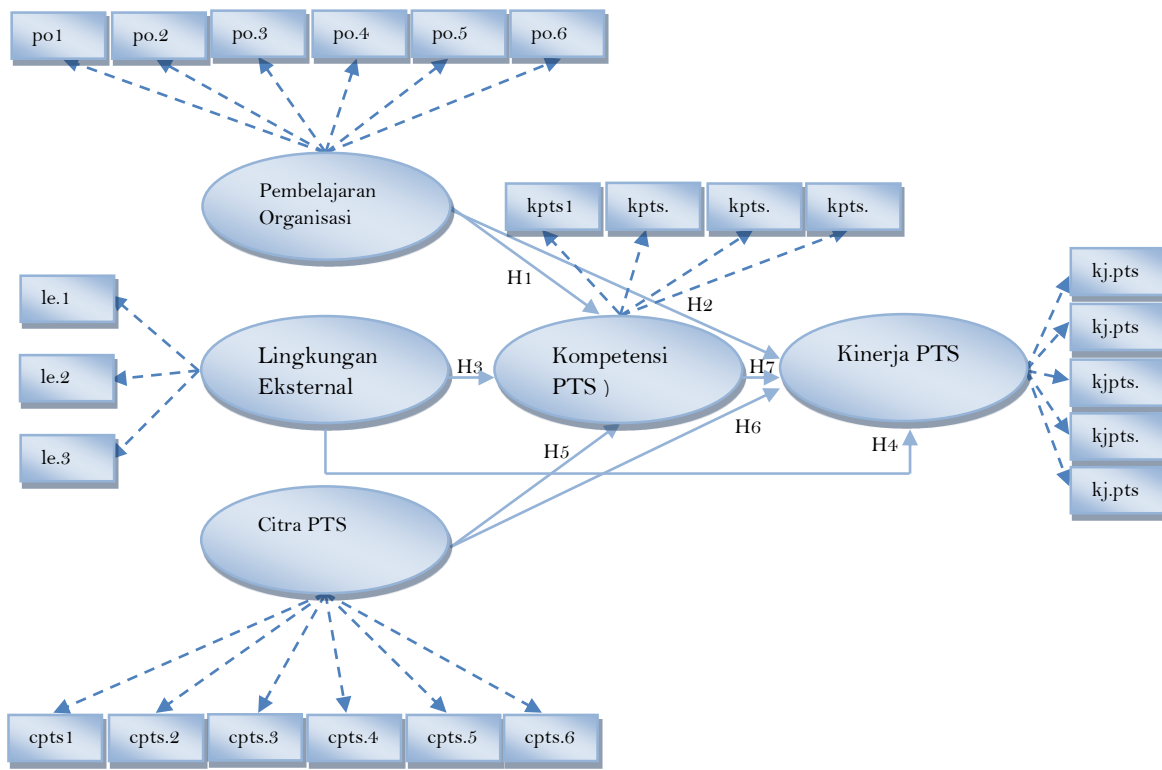 po1
po.2
po.3
po.4
po.5
po.6
Pembelajaran
Organisasi
kpts1
kpts.
kpts.
kpts.
H1
H2
le.1
le.2
le.3
Lingkungan
Eksternal
H3
Kompetensi
PTS )
H7
Kinerja PTS
kj.pts
kj.pts
kjpts.
kjpts.
kj.pts
H6
H5
H4
Citra PTS
cpts1
cpts.2
cpts.3
cpts.4
cpts.5
cpts.6